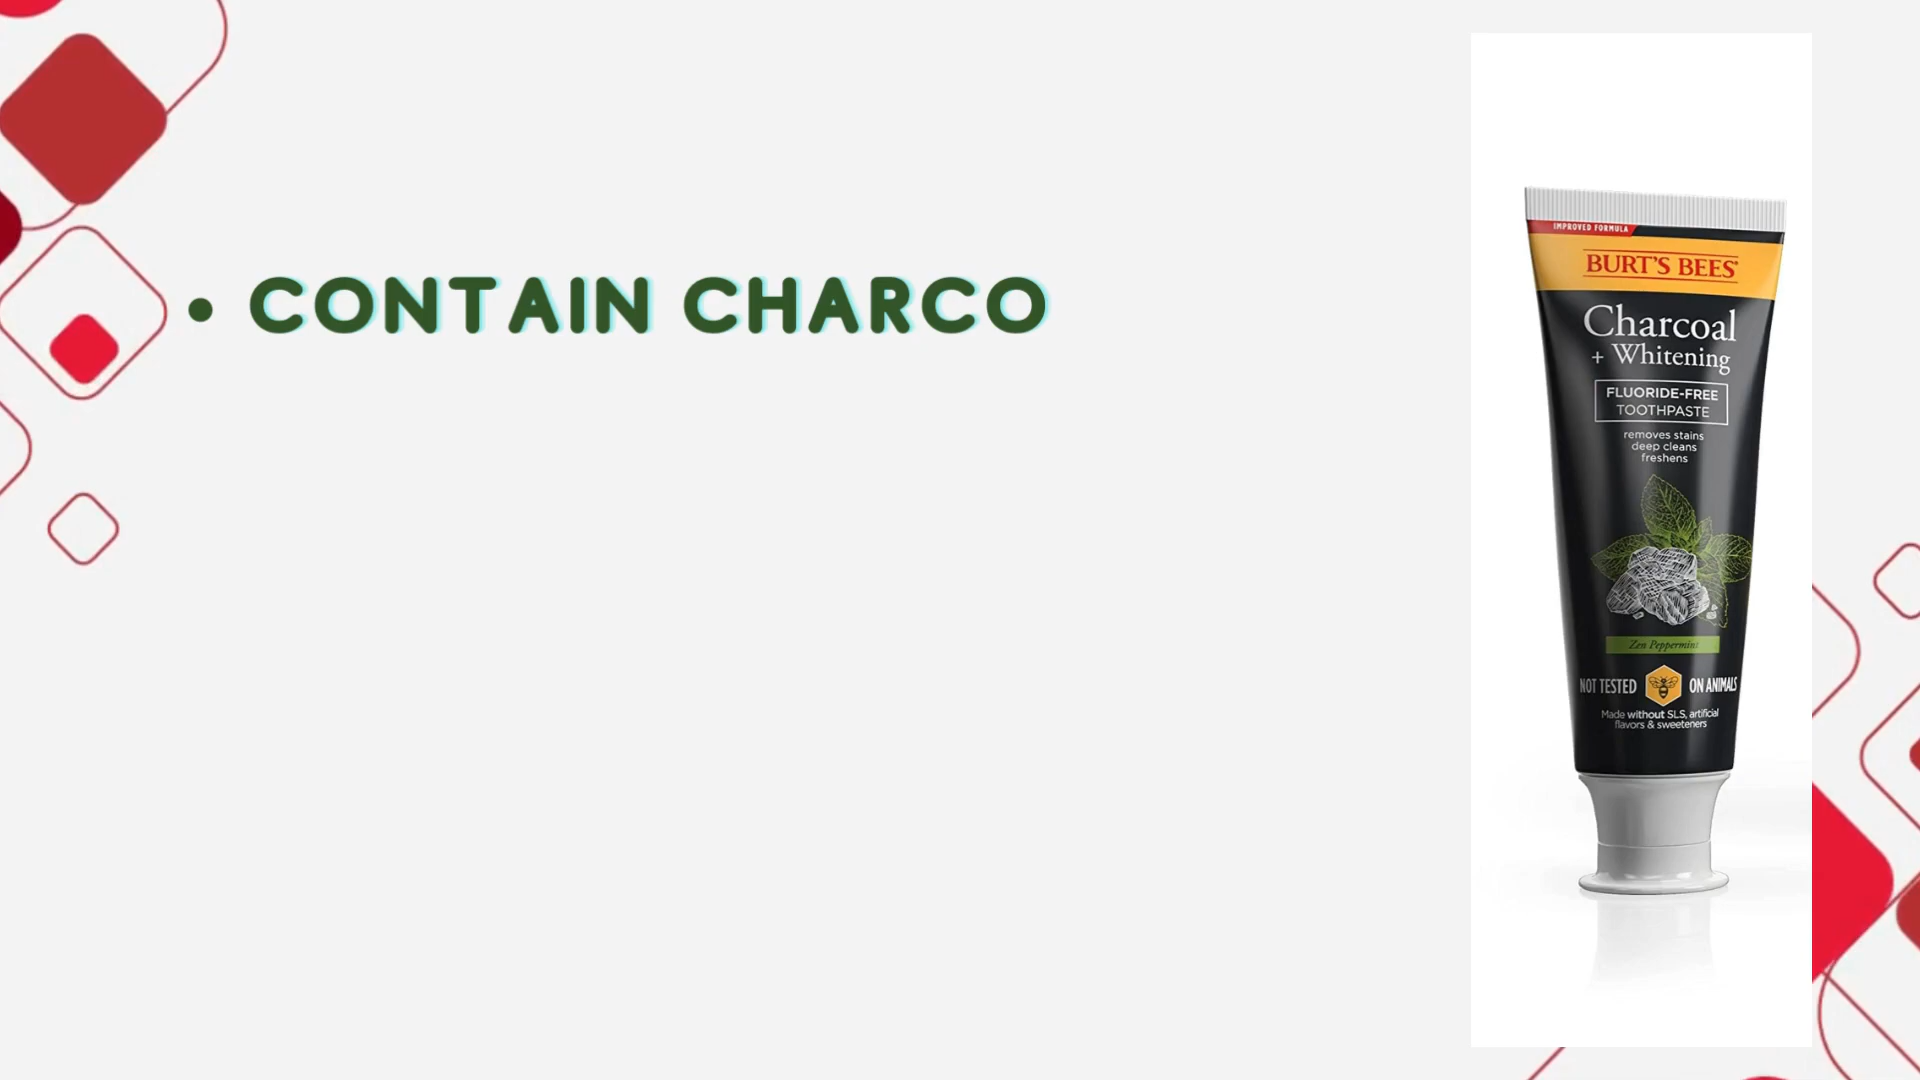 • CONTAIN CHARCO
IMPROVED FORMULA
BURT'S BEES
Charcoal
+ Whitening
FLUORIDE-FREE
TOOTHPASTE
removes stains
deep cleans
freshens
Zen Peppermint
NOT TESTED ON ANIMALS
Made without SLS, artificial
flavors & sweeteners